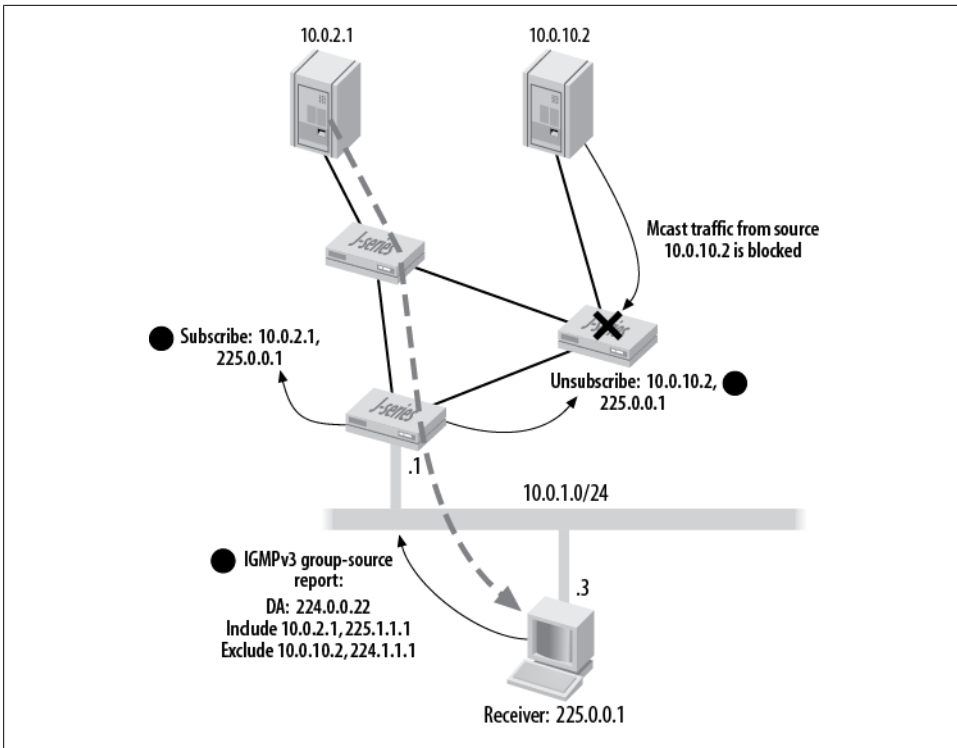 10.0.2.1
10.0.10.2
Mcast traffic from source
10.0.10.2 is blocked
J-series
J-series
Subscribe: 10.0.2.1,
225.0.0.1
Unsubscribe: 10.0.10.2,
225.0.0.1
J-series
.1
10.0.1.0/24
IGMPv3 group-source
report:
DA: 224.0.0.22
Include 10.0.2.1, 225.1.1.1
Exclude 10.0.10.2, 224.1.1.1
.3
Receiver: 225.0.0.1